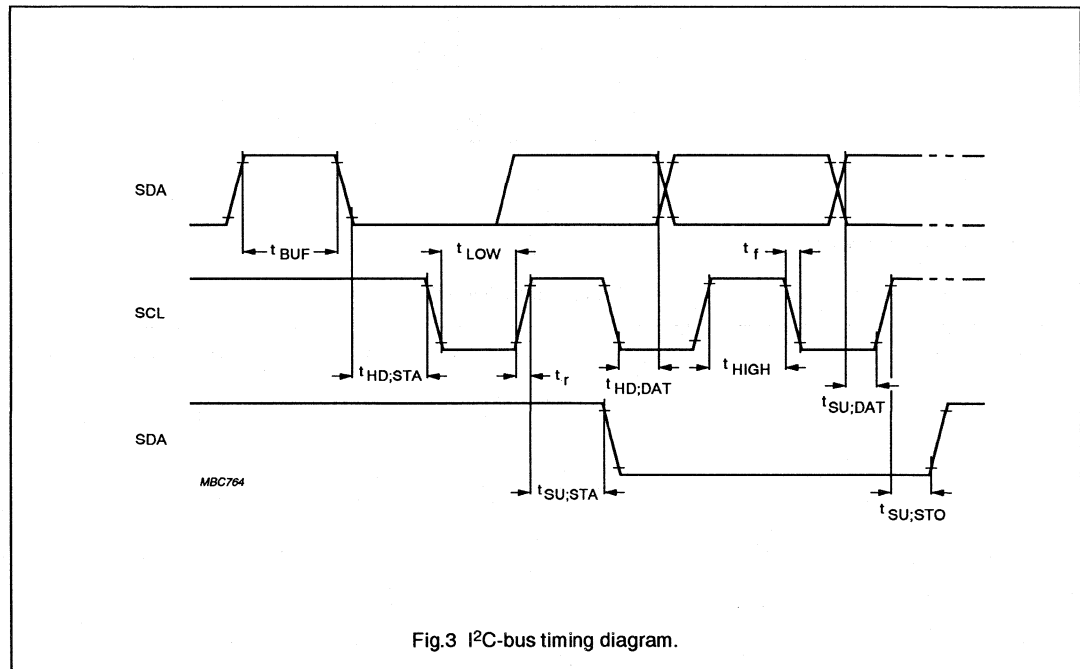 SDA
t BUF
t LOW
t f
SCL
t HD;STA
t r
t HD;DAT
t HIGH
t SU;DAT
SDA
MBC764
t SU;STA
t SU;STO
Fig.3 I²C-bus timing diagram.